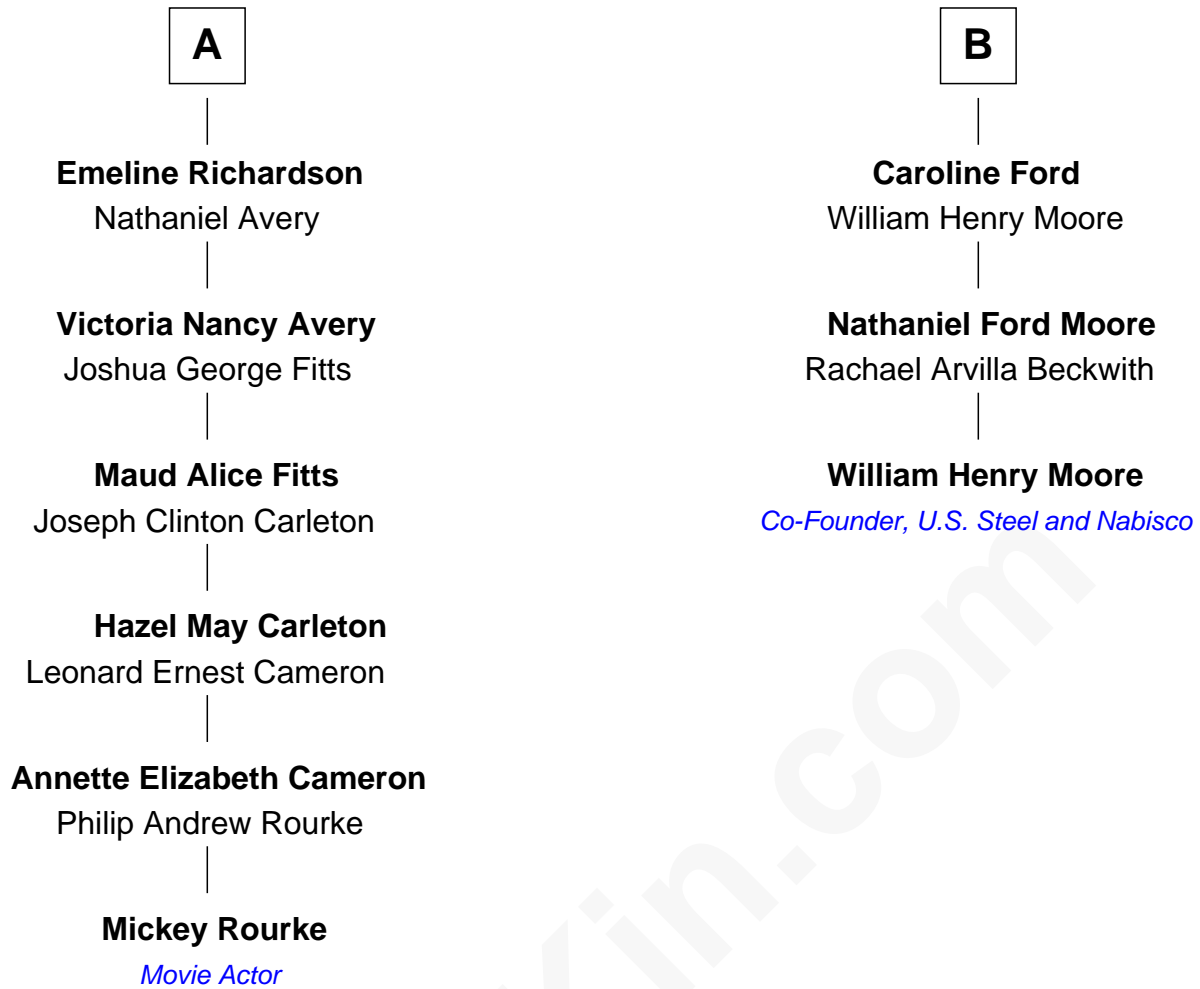 A
Emeline Richardson
Nathaniel Avery
Victoria Nancy Avery
Joshua George Fitts
Maud Alice Fitts
Joseph Clinton Carleton
Hazel May Carleton
Leonard Ernest Cameron
Annette Elizabeth Cameron
Philip Andrew Rourke
Mickey Rourke
Movie Actor
B
Caroline Ford
William Henry Moore
Nathaniel Ford Moore
Rachael Arvilla Beckwith
William Henry Moore
Co-Founder, U.S. Steel and Nabisco
Kin.com